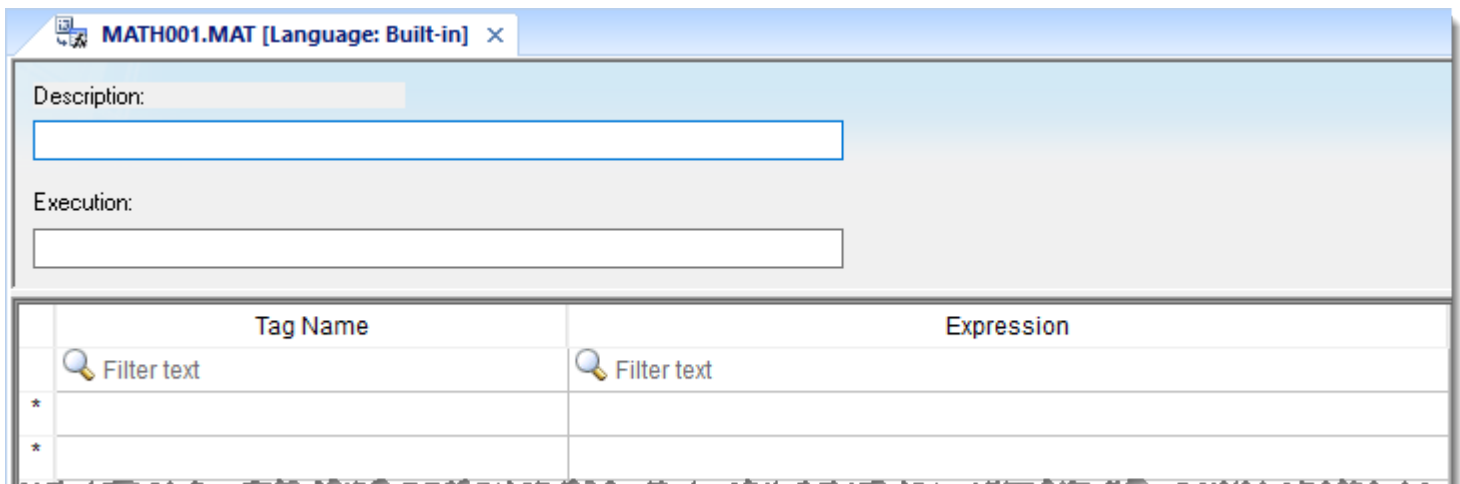 MATH001.MAT [Language: Built-in]
Description:
Execution:
Tag Name Expression
Filter text Filter text
*
*